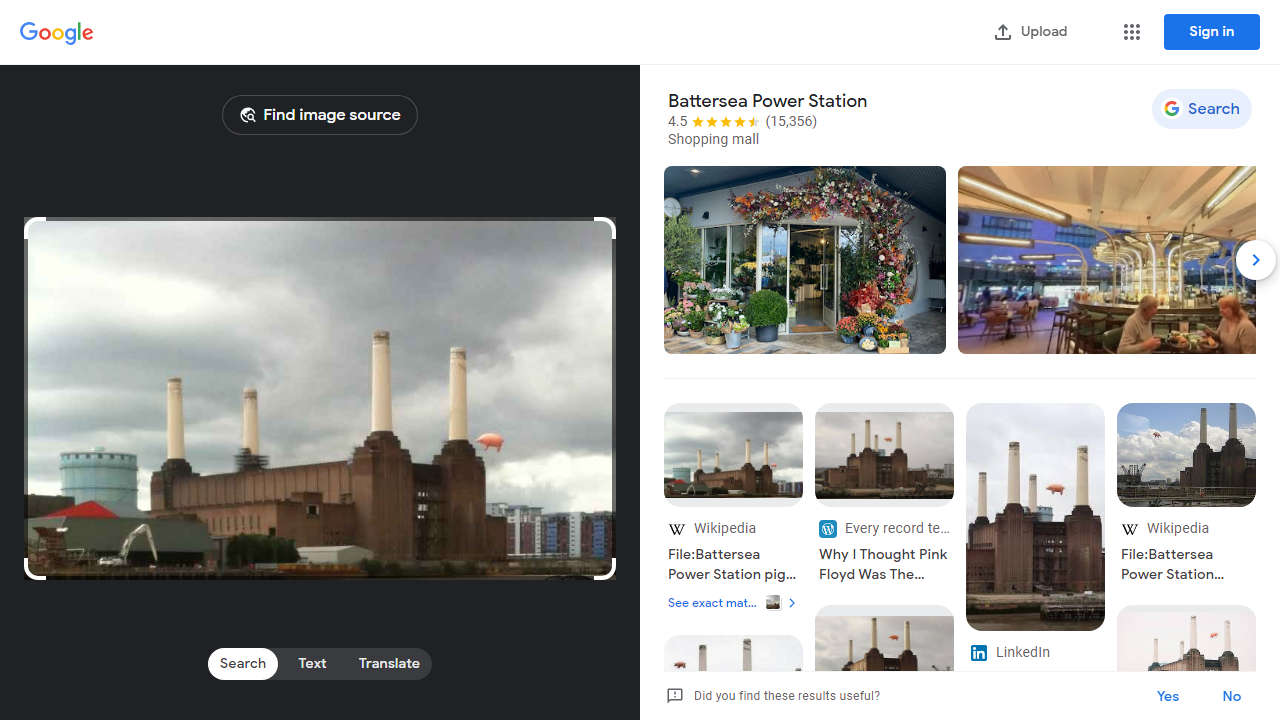 Google
Upload
Sign in
Find image source
Search
Text
Translate
Battersea Power Station
4.5 (15,356)
Shopping mall
Search
Wikipedia
File:Battersea
Power Station pig...
See exact mat...
Every record te...
Why I Thought Pink
Floyd Was The...
LinkedIn
Wikipedia
File:Battersea
Power Station...
Did you find these results useful?
Yes
No